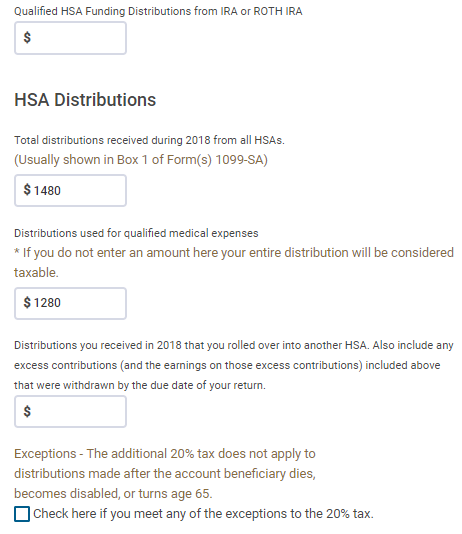 Qualified HSA Funding Distributions from IRA or ROTH IRA
$
HSA Distributions
Total distributions received during 2018 from all HSAs.
(Usually shown in Box 1 of Form(s) 1099-SA)
$ 1480
Distributions used for qualified medical expenses
* If you do not enter an amount here your entire distribution will be considered
taxable.
$ 1280
Distributions you received in 2018 that you rolled over into another HSA. Also include any
excess contributions (and the earnings on those excess contributions) included above
that were withdrawn by the due date of your return.
$
Exceptions - The additional 20% tax does not apply to
distributions made after the account beneficiary dies,
becomes disabled, or turns age 65.
Check here if you meet any of the exceptions to the 20% tax.